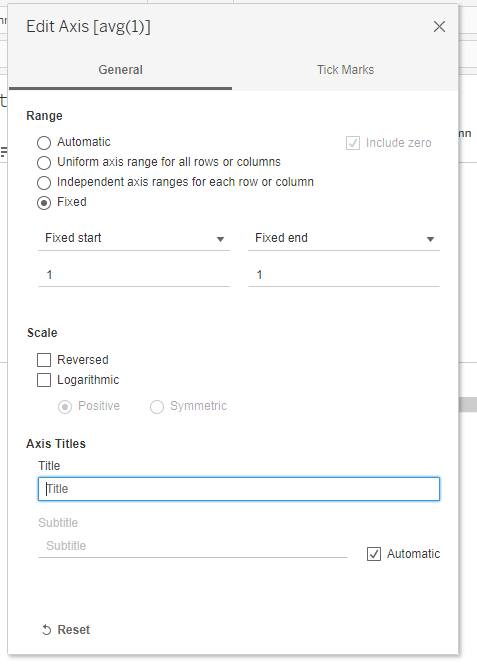 Edit Axis [avg(1)]
General
Tick Marks
Range
Automatic
Include zero
Uniform axis range for all rows or columns
Independent axis ranges for each row or column
Fixed
Fixed start
Fixed end
1
1
Scale
Reversed
Logarithmic
Positive
Symmetric
Axis Titles
Title
Title
Subtitle
Subtitle
Automatic
Reset